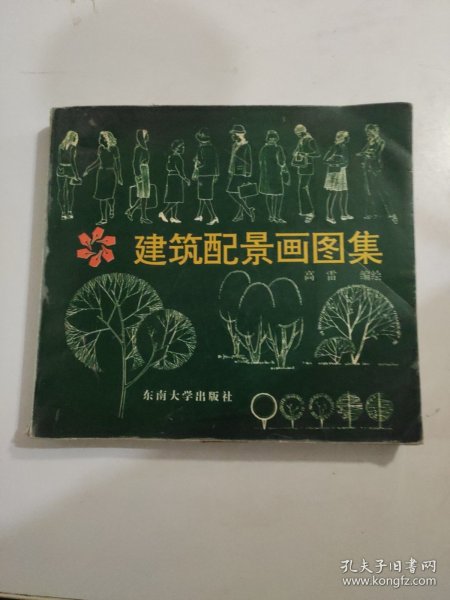 建筑配景画图集
高雷 编绘
东南大学出版社
孔夫子旧书网
www.kongfz.com